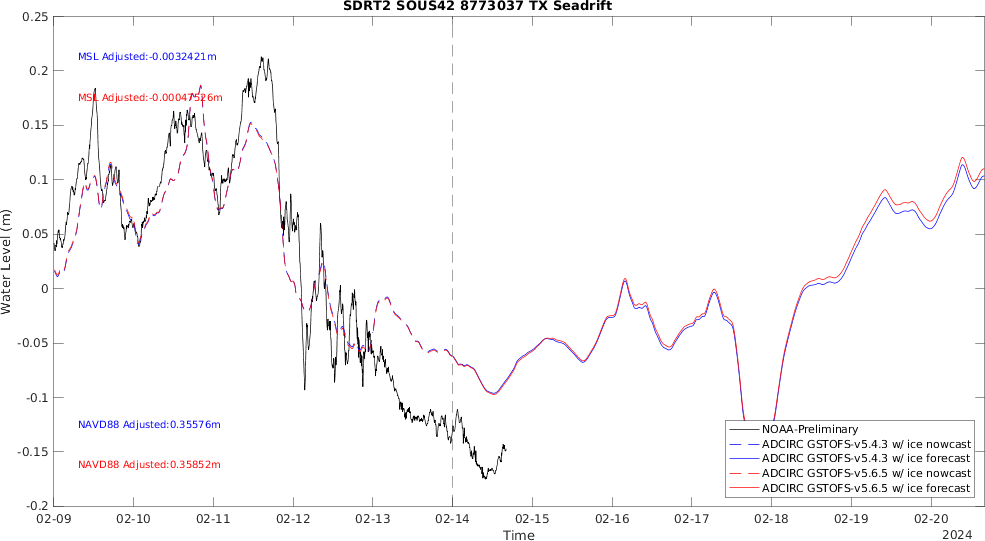 SDRT2 SOUS42 8773037 TX Seadrift
0.25
0.2
0.15
0.1
0.05
0
-0.05
-0.1
-0.15
-0.2
Water Level (m)
MSL Adjusted:-0.0032421m
MSL Adjusted:-0.00047526m
NAVD88 Adjusted:0.35576m
NAVD88 Adjusted:0.35852m
NOAA-Preliminary
ADCIRC GSTOFS-v5.4.3 w/ ice nowcast
ADCIRC GSTOFS-v5.4.3 w/ ice forecast
ADCIRC GSTOFS-v5.6.5 w/ ice nowcast
ADCIRC GSTOFS-v5.6.5 w/ ice forecast
02-09 02-10 02-11 02-12 02-13 02-14 02-15 02-16 02-17 02-18 02-19 02-20
Time
2024